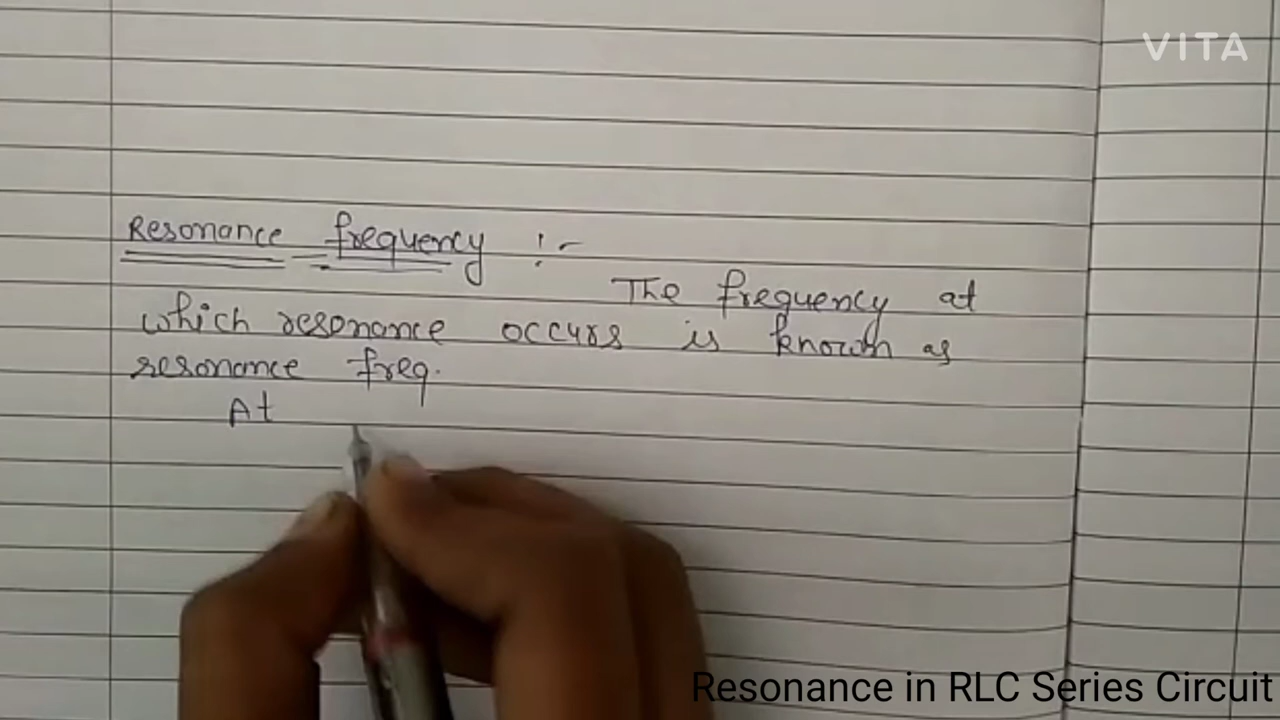 VITA
Resonance frequency :-
The frequency at
which resonance occurs is known as
resonance freq.
At
Resonance in RLC Series Circuit